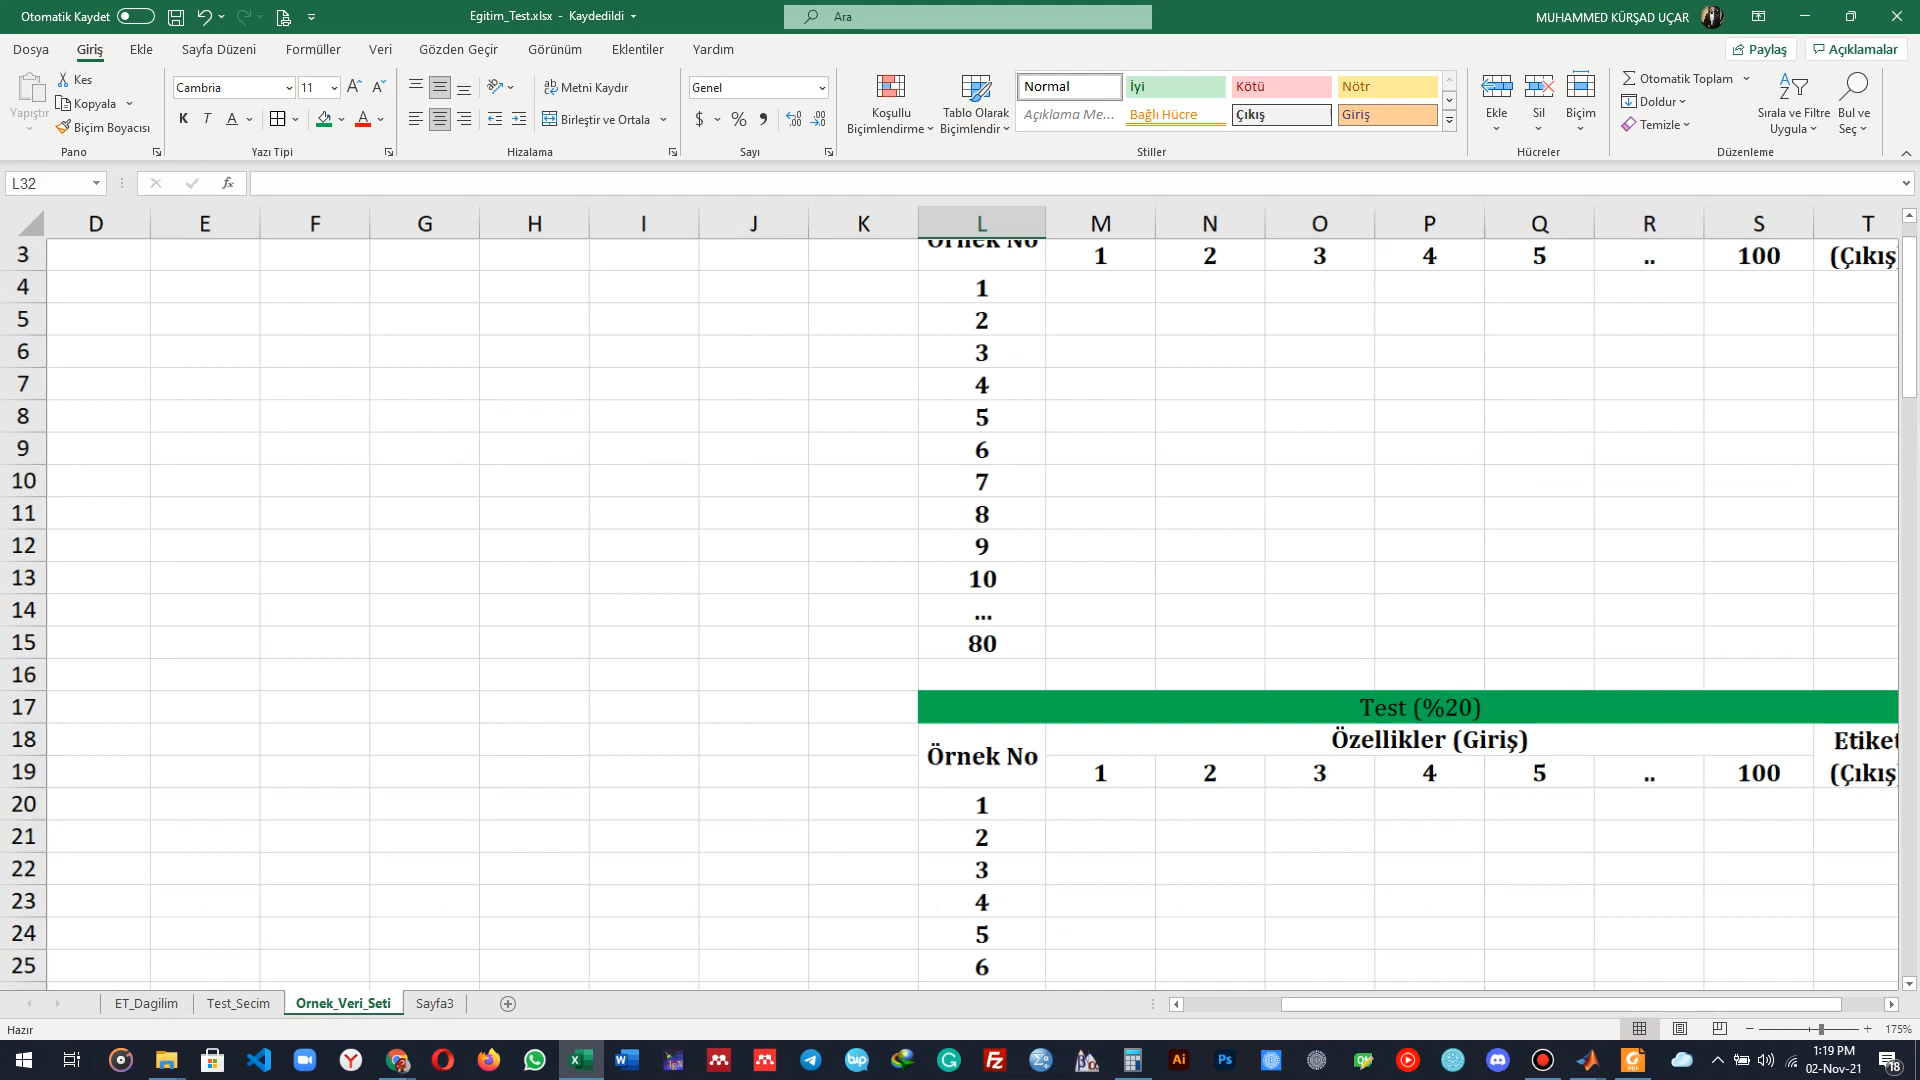 Otomatik Kaydet
Egitim_Test.xlsx - Kaydedildi
Ara
MUHAMMED KÜRŞAD UÇAR
Dosya Giriş Ekle Sayfa Düzeni Formüller Veri Gözden Geçir Görünüm Eklentiler Yardım
Paylaş Açıklamalar
Yapıştır
Kes
Kopyala
Biçim Boyacısı
Pano
Cambria 11
K T A
Yazı Tipi
Metni Kaydır
Birleştir ve Ortala
Hizalama
Genel
$ % ,
Sayı
Koşullu Biçimlendirme
Tablo Olarak Biçimlendir
Normal İyi Kötü Nötr
Açıklama Me... Bağlı Hücre Çıkış Giriş
Stiller
Ekle Sil Biçim
Hücreler
Otomatik Toplam
Doldur
Temizle
Sırala ve Filtre Uygula
Bul ve Seç
Düzenleme
L32
fx
D E F G H I J K L M N O P Q R S T
3 Örnek No 1 2 3 4 5 .. 100 (Çıkış)
4 1
5 2
6 3
7 4
8 5
9 6
10 7
11 8
12 9
13 10
14 ...
15 80
16
17 Test (%20)
18 Örnek No Özellikler (Giriş) Etiket
19 1 2 3 4 5 .. 100 (Çıkış)
20 1
21 2
22 3
23 4
24 5
25 6
ET_Dagilim Test_Secim Ornek_Veri_Seti Sayfa3
Hazır
175%
1:19 PM
02-Nov-21
18